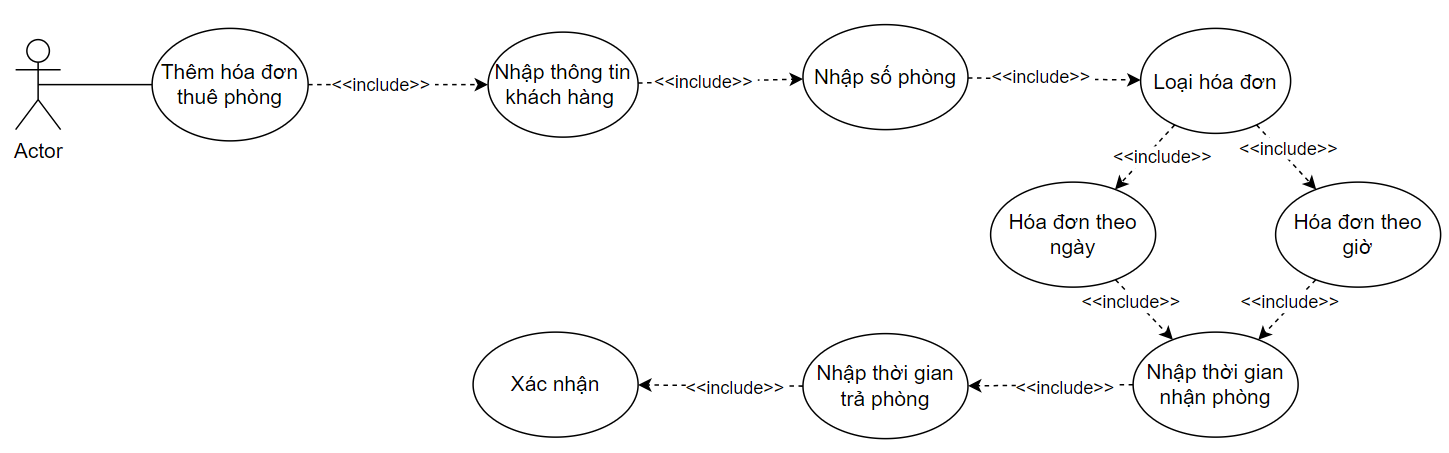 Actor
Thêm hóa đơn
thuê phòng
<<include>>
Nhập thông tin
khách hàng
<<include>>
Nhập số phòng
<<include>>
Loại hóa đơn
<<include>>
<<include>>
Hóa đơn theo
ngày
Hóa đơn theo
giờ
<<include>>
<<include>>
Nhập thời gian
nhận phòng
<<include>>
Nhập thời gian
trả phòng
<<include>>
Xác nhận